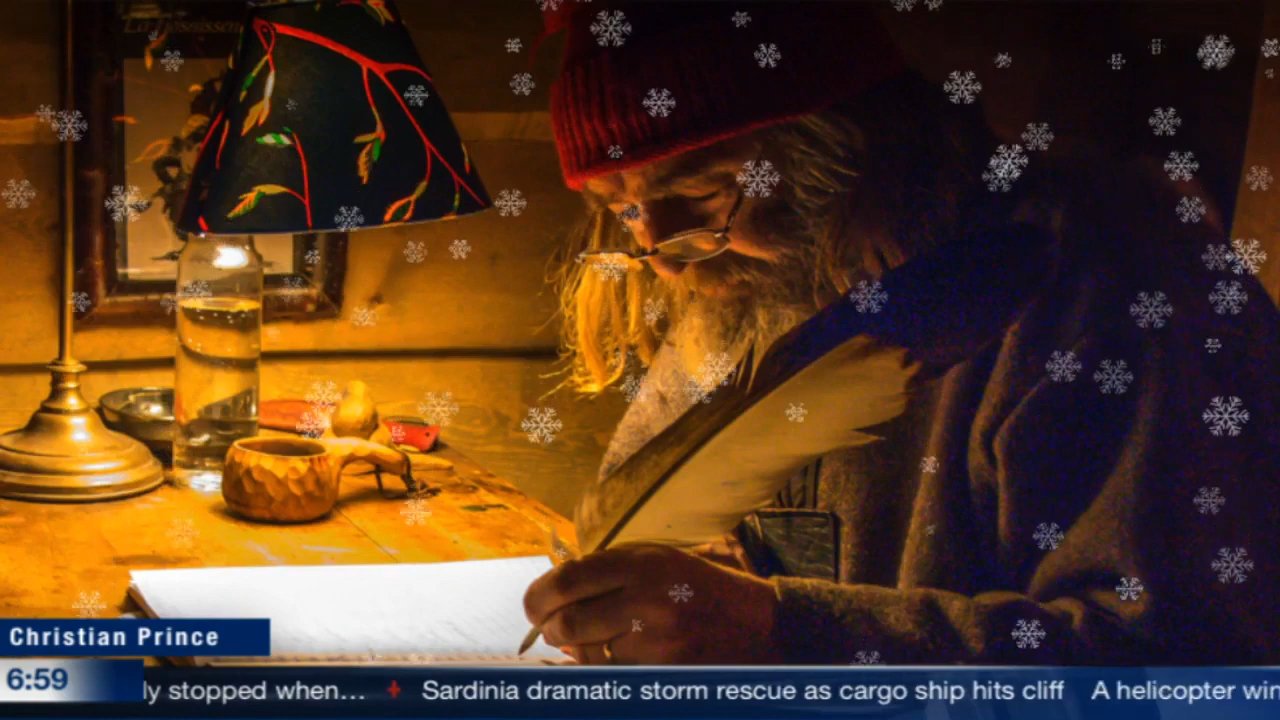 Christian Prince
6:59
ly stopped when... + Sardinia dramatic storm rescue as cargo ship hits cliff A helicopter win